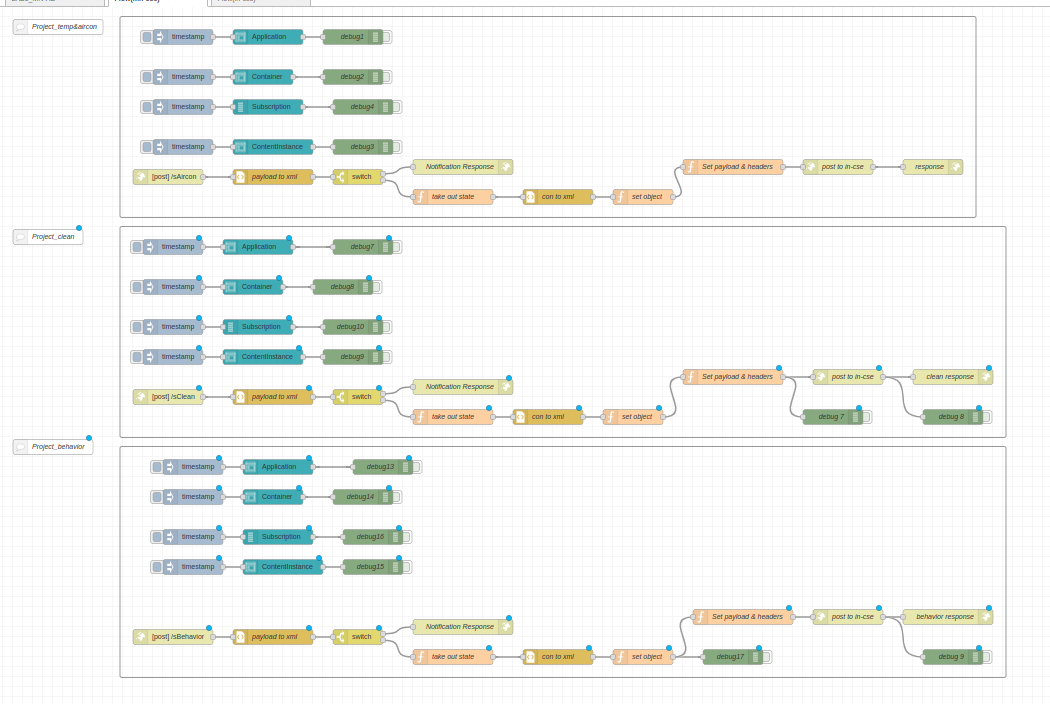 Project_temp&aircon
timestamp Application debug1
timestamp Container debug2
timestamp Subscription debug4
timestamp ContentInstance debug3
Notification Response
Set payload & headers post to in-cse response
[post] /sAircon payload to xml switch
take out state con to xml set object
Project_clean
timestamp Application debug7
timestamp Container debug8
timestamp Subscription debug10
timestamp ContentInstance debug9
Set payload & headers post to in-cse clean response
Notification Response
[post] /sClean payload to xml switch
take out state con to xml set object debug 7 debug 8
Project_behavior
timestamp Application debug13
timestamp Container debug14
timestamp Subscription debug16
timestamp ContentInstance debug15
Set payload & headers post to in-cse behavior response
Notification Response
[post] /sBehavior payload to xml switch
take out state con to xml set object debug17 debug 9